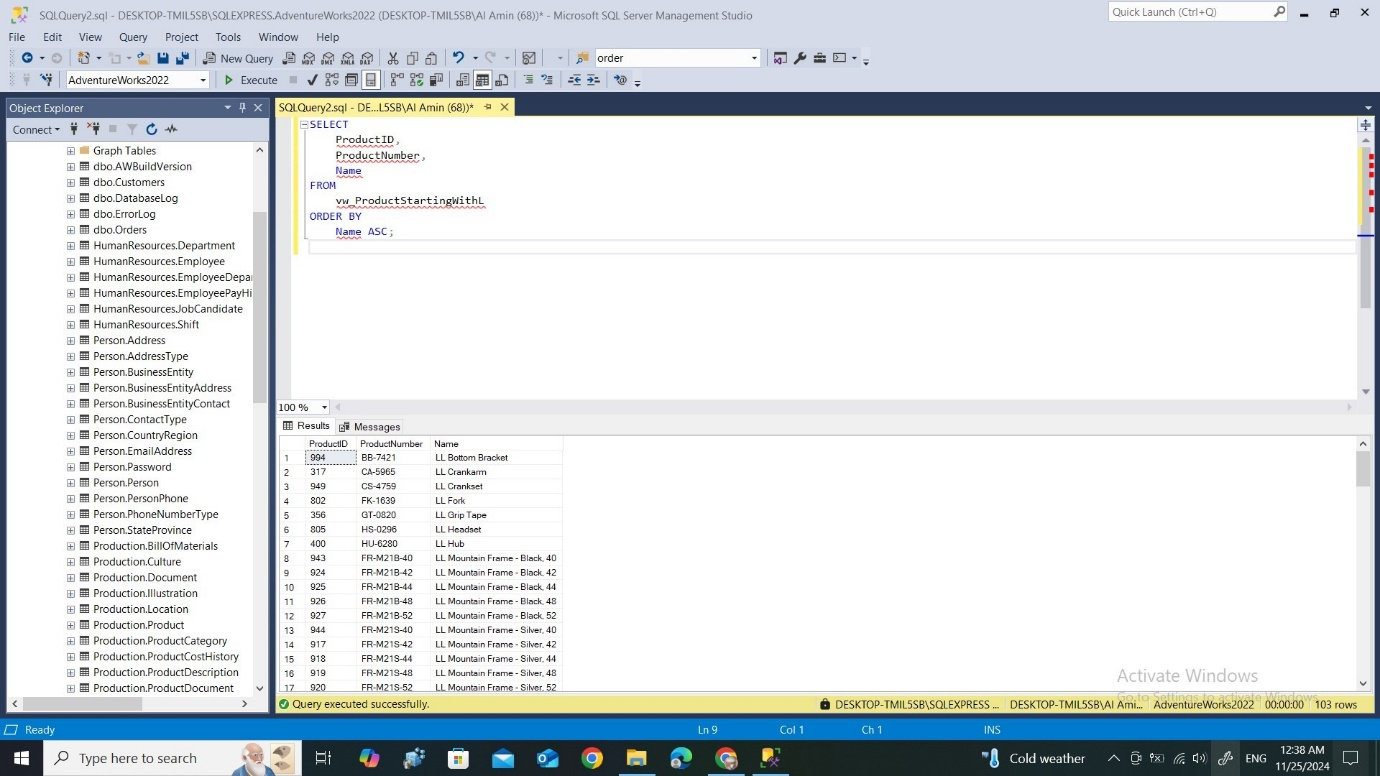 SQLQuery2.sql - DESKTOP-TMIL5SB\SQLEXPRESS.AdventureWorks2022 (DESKTOP-TMIL5SB\Al Amin (68))* - Microsoft SQL Server Management Studio
Quick Launch (Ctrl+Q)
File Edit View Query Project Tools Window Help
New Query
order
AdventureWorks2022
Execute
Object Explorer
SQLQuery2.sql - DE...L5SB\Al Amin (68))*
Connect
Graph Tables
dbo.AWBuildVersion
dbo.Customers
dbo.DatabaseLog
dbo.ErrorLog
dbo.Orders
HumanResources.Department
HumanResources.Employee
HumanResources.EmployeeDepa
HumanResources.EmployeePayHi
HumanResources.JobCandidate
HumanResources.Shift
Person.Address
Person.AddressType
Person.BusinessEntity
Person.BusinessEntityAddress
Person.BusinessEntityContact
Person.ContactType
Person.CountryRegion
Person.EmailAddress
Person.Password
Person.Person
Person.PersonPhone
Person.PhoneNumberType
Person.StateProvince
Production.BillOfMaterials
Production.Culture
Production.Document
Production.Illustration
Production.Location
Production.Product
Production.ProductCategory
Production.ProductCostHistory
Production.ProductDescription
Production.ProductDocument
SELECT
ProductID,
ProductNumber,
Name
FROM
vw_ProductStartingWithL
ORDER BY
Name ASC;
100 %
Results Messages
ProductID ProductNumber Name
1 994 BB-7421 LL Bottom Bracket
2 317 CA-5965 LL Crankarm
3 949 CS-4759 LL Crankset
4 802 FK-1639 LL Fork
5 356 GT-0820 LL Grip Tape
6 805 HS-0296 LL Headset
7 400 HU-6280 LL Hub
8 943 FR-M21B-40 LL Mountain Frame - Black, 40
9 924 FR-M21B-42 LL Mountain Frame - Black, 42
10 925 FR-M21B-44 LL Mountain Frame - Black, 44
11 926 FR-M21B-48 LL Mountain Frame - Black, 48
12 927 FR-M21B-52 LL Mountain Frame - Black, 52
13 944 FR-M21S-40 LL Mountain Frame - Silver, 40
14 917 FR-M21S-42 LL Mountain Frame - Silver, 42
15 918 FR-M21S-44 LL Mountain Frame - Silver, 44
16 919 FR-M21S-48 LL Mountain Frame - Silver, 48
17 920 FR-M21S-52 LL Mountain Frame - Silver, 52
Activate Windows
Go to Settings to activate Windows.
Query executed successfully.
DESKTOP-TMIL5SB\SQLEXPRESS ... DESKTOP-TMIL5SB\Al Ami... AdventureWorks2022 00:00:00 103 rows
Ready Ln 9 Col 1 Ch 1 INS
Type here to search
Cold weather
ENG
12:38 AM
11/25/2024